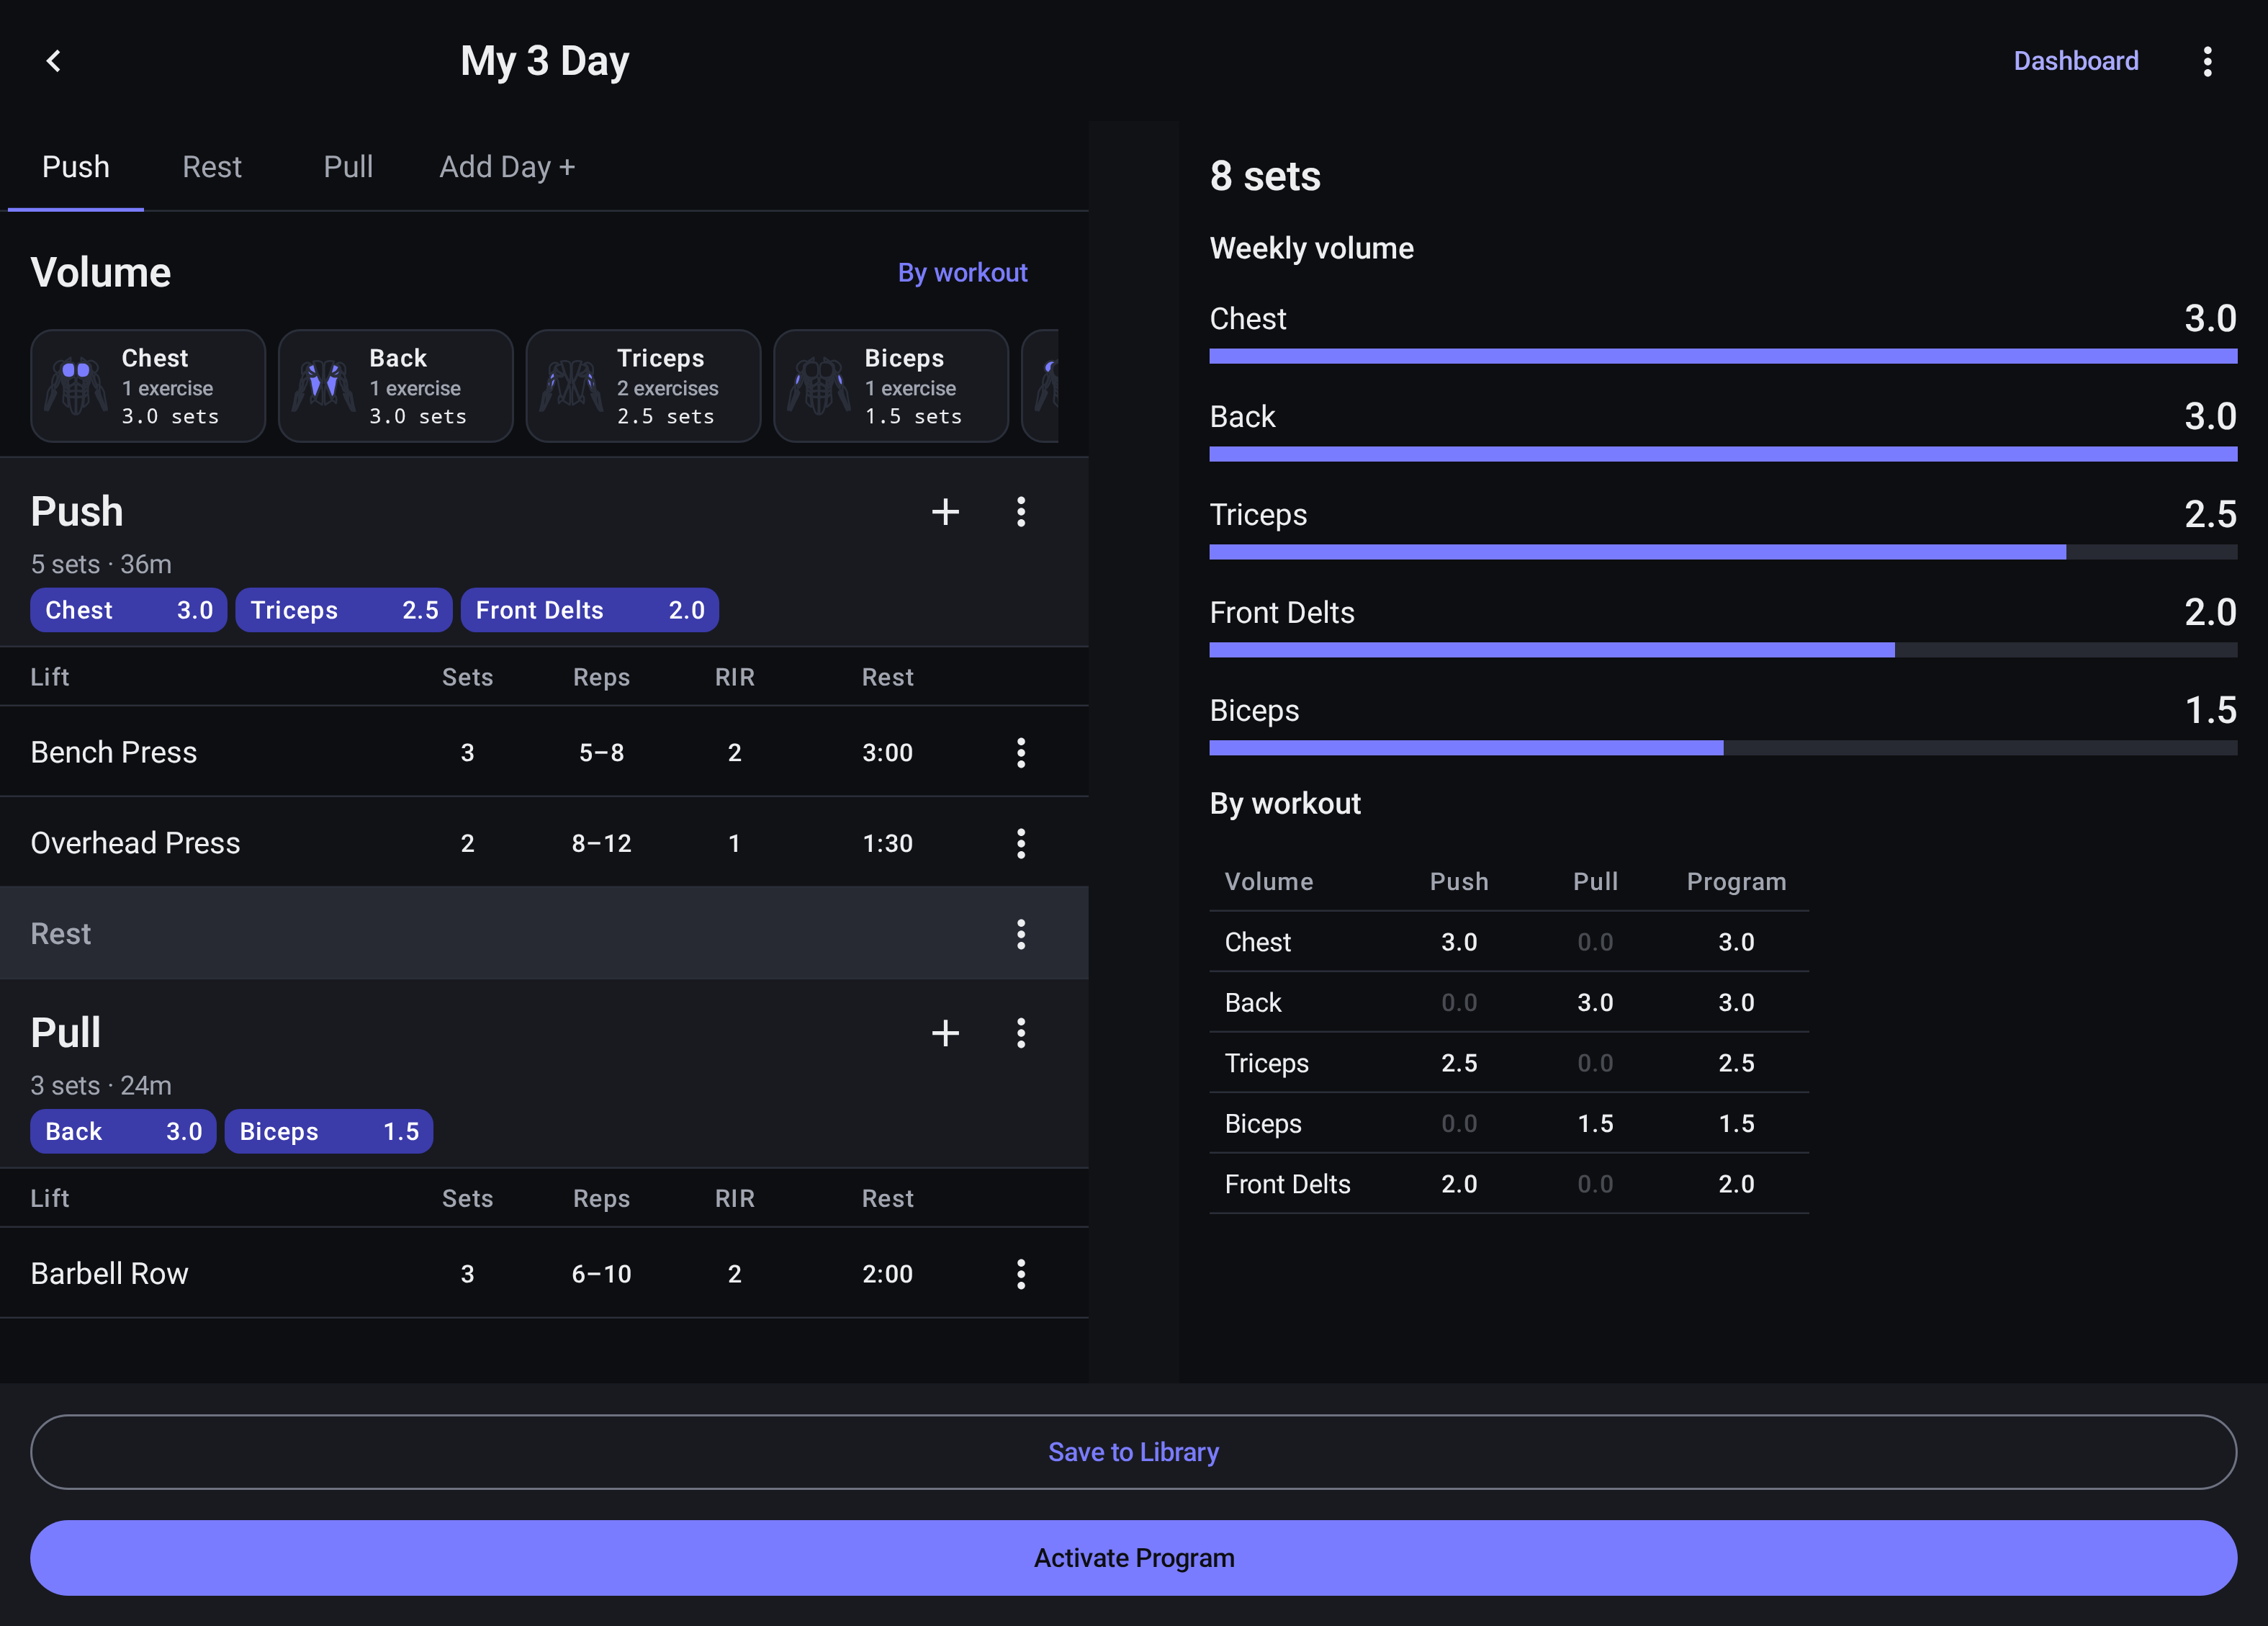 My 3 Day
Dashboard
Push Rest Pull Add Day +
Volume
By workout
Chest
1 exercise
3.0 sets
Back
1 exercise
3.0 sets
Triceps
2 exercises
2.5 sets
Biceps
1 exercise
1.5 sets
Push
5 sets · 36m
Chest 3.0 Triceps 2.5 Front Delts 2.0
Lift Sets Reps RIR Rest
Bench Press 3 5–8 2 3:00
Overhead Press 2 8–12 1 1:30
Rest
Pull
3 sets · 24m
Back 3.0 Biceps 1.5
Lift Sets Reps RIR Rest
Barbell Row 3 6–10 2 2:00
8 sets
Weekly volume
Chest 3.0
Back 3.0
Triceps 2.5
Front Delts 2.0
Biceps 1.5
By workout
Volume Push Pull Program
Chest 3.0 0.0 3.0
Back 0.0 3.0 3.0
Triceps 2.5 0.0 2.5
Biceps 0.0 1.5 1.5
Front Delts 2.0 0.0 2.0
Save to Library
Activate Program